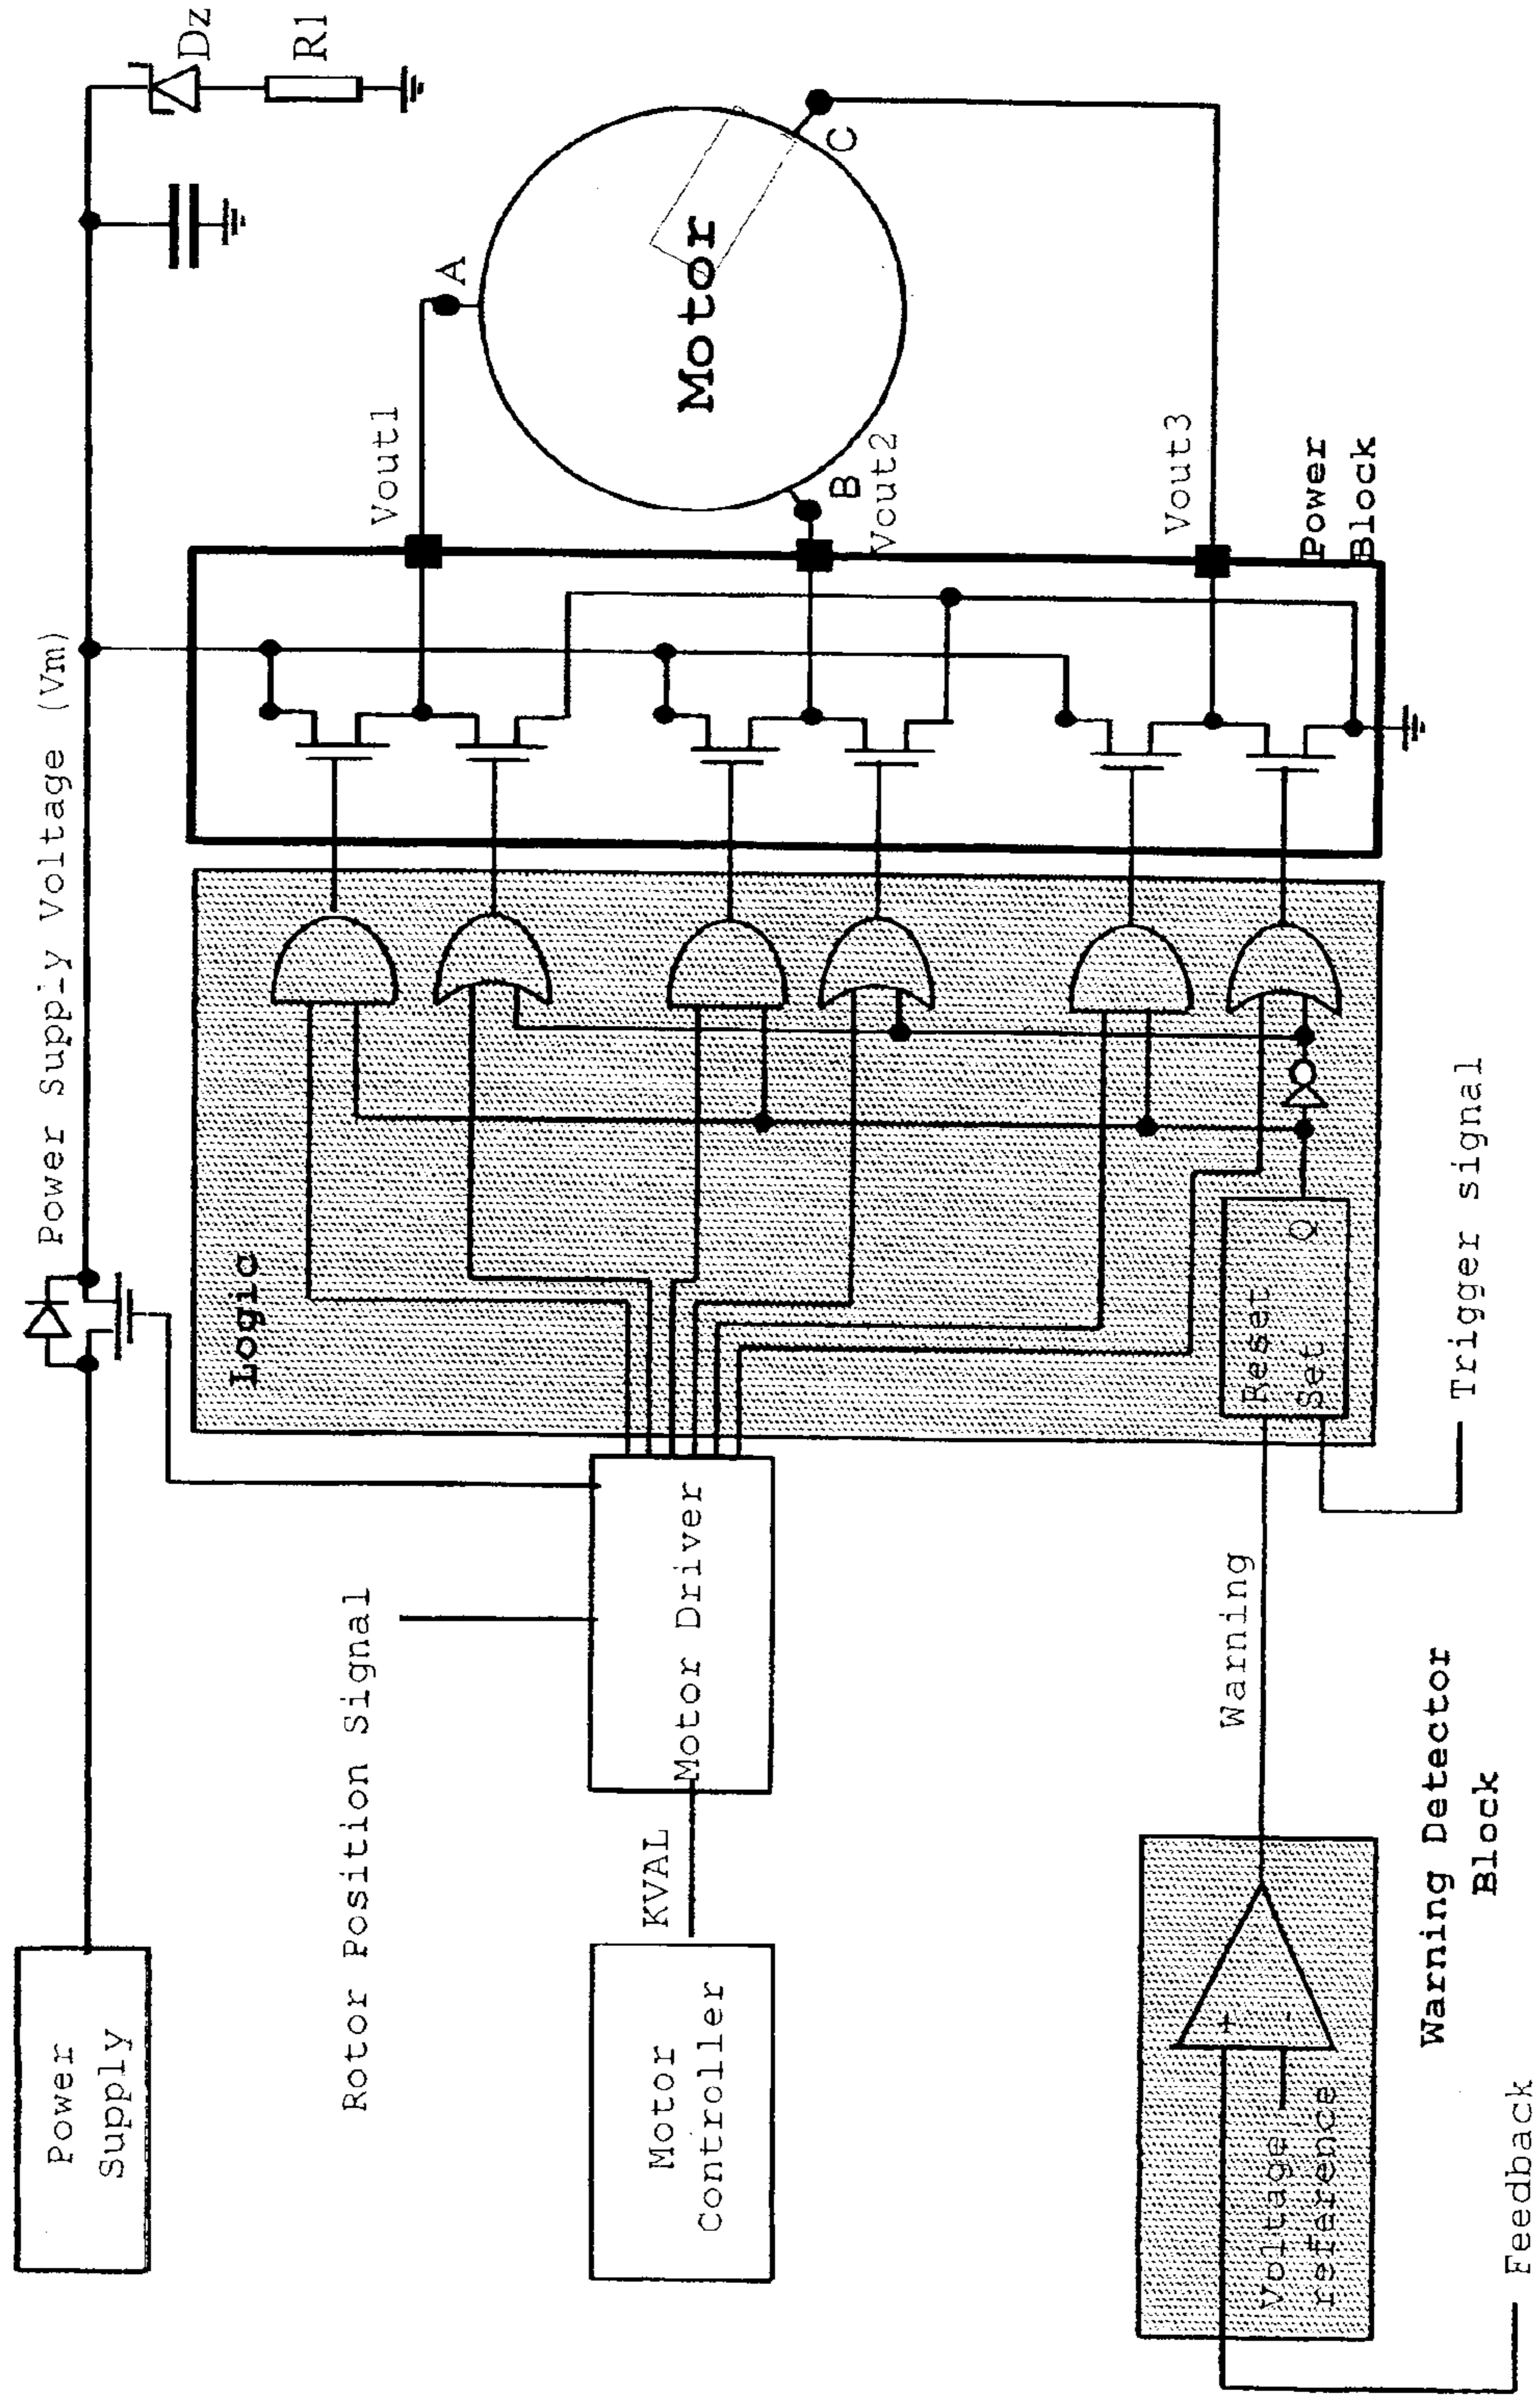 Power
Supply
Power Supply Voltage (Vm)
Dz
R1
Rotor Position Signal
Logic
Vout1
A
Motor
Controller
KVAL
Motor Driver
Motor
B
Vout2
C
Voltage
reference
+
-
Warning
Reset
Set
Q
Vout3
Power
Block
Warning Detector
Block
Trigger signal
Feedback